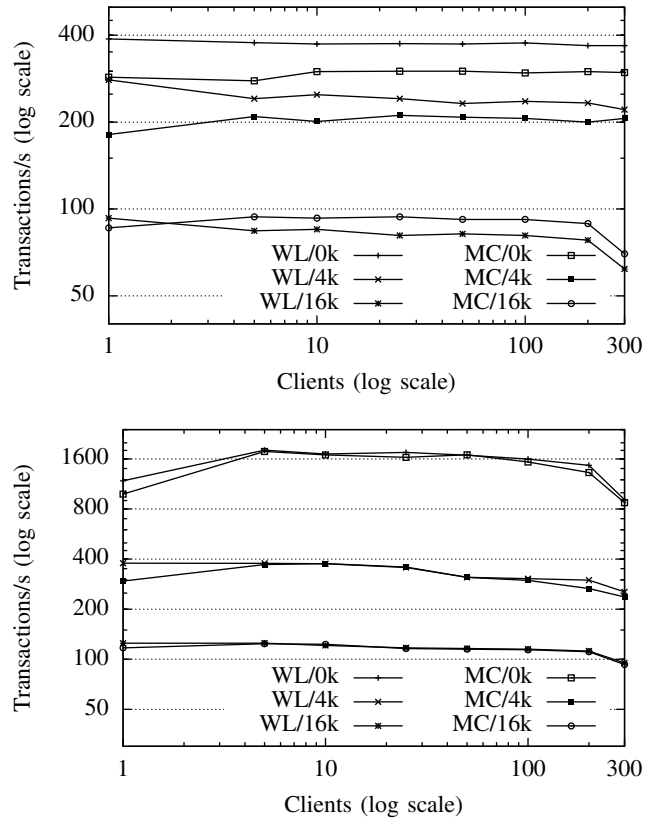 400
200
100
50
Transactions/s (log scale)
WL/0k
MC/0k
WL/4k
MC/4k
WL/16k
MC/16k
1
10
100
300
Clients (log scale)
1600
800
400
200
100
50
Transactions/s (log scale)
WL/0k
MC/0k
WL/4k
MC/4k
WL/16k
MC/16k
1
10
100
300
Clients (log scale)